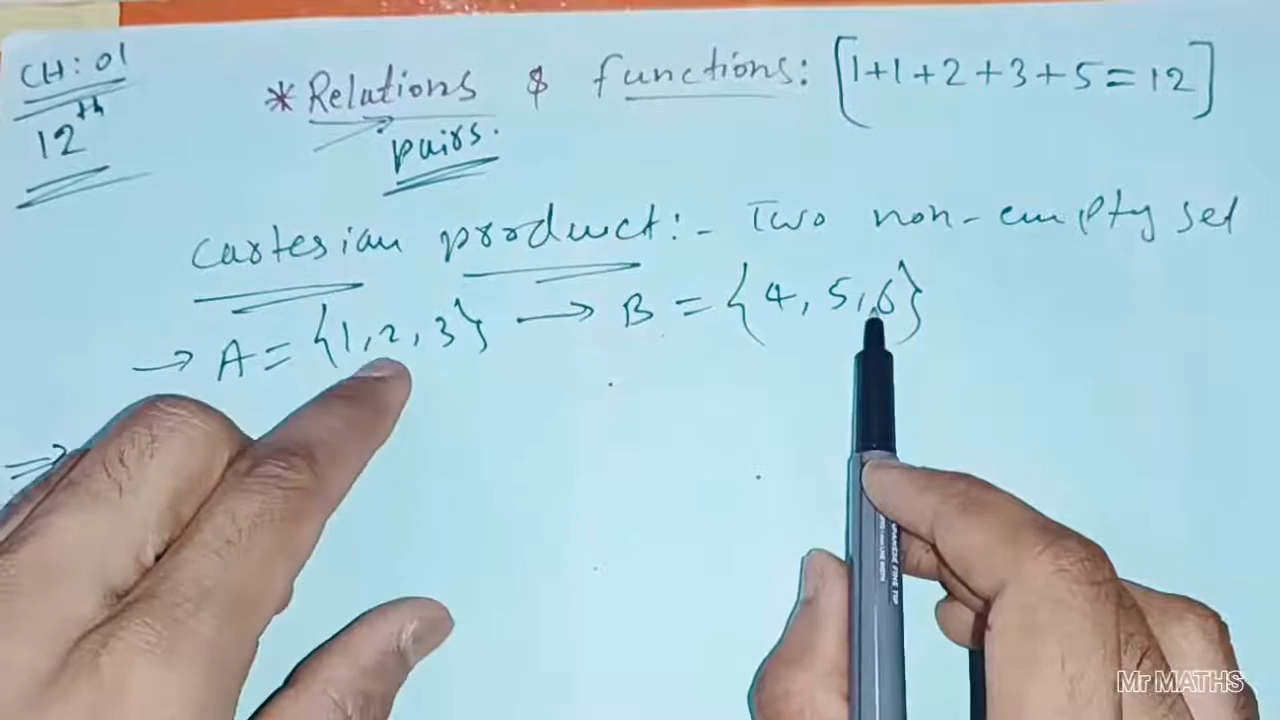 CH: 01
12th
*Relations & functions: [1+1+2+3+5=12]
pairs.
cartesian product:- Two non-empty set
→ A = {1,2,3} → B = {4,5,6}
⇒
Mr MATHS